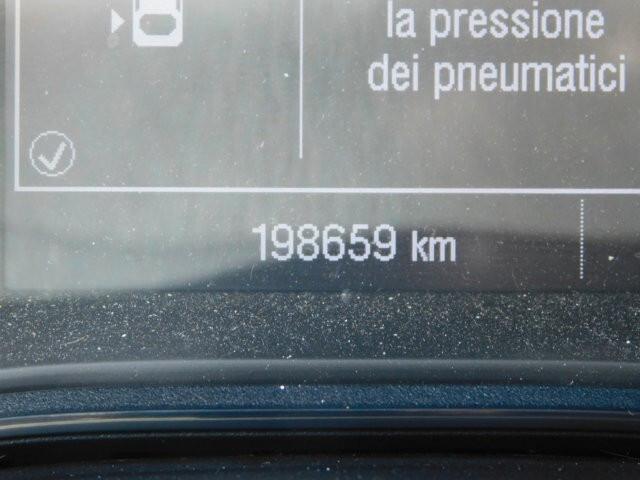 la pressione
dei pneumatici
198659 km